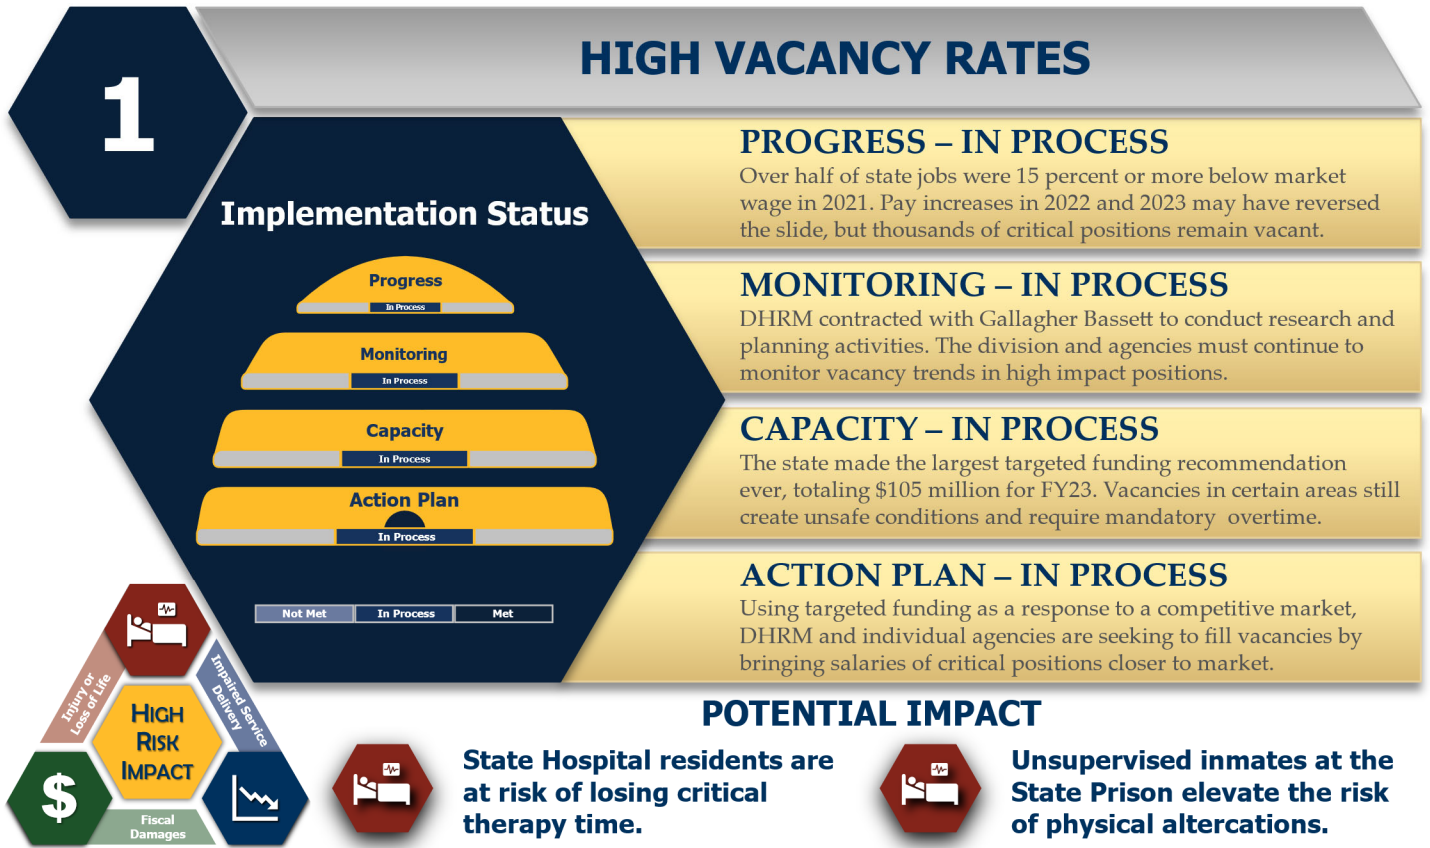 1
HIGH VACANCY RATES
Implementation Status
Progress
In Process
Monitoring
In Process
Capacity
In Process
Action Plan
In Process
Not Met
In Process
Met
PROGRESS – IN PROCESS
Over half of state jobs were 15 percent or more below market
wage in 2021. Pay increases in 2022 and 2023 may have reversed
the slide, but thousands of critical positions remain vacant.
MONITORING – IN PROCESS
DHRM contracted with Gallagher Bassett to conduct research and
planning activities. The division and agencies must continue to
monitor vacancy trends in high impact positions.
CAPACITY – IN PROCESS
The state made the largest targeted funding recommendation
ever, totaling $105 million for FY23. Vacancies in certain areas still
create unsafe conditions and require mandatory overtime.
ACTION PLAN – IN PROCESS
Using targeted funding as a response to a competitive market,
DHRM and individual agencies are seeking to fill vacancies by
bringing salaries of critical positions closer to market.
Injury or
Loss of Life
Impaired Service
Delivery
HIGH
RISK
IMPACT
$
Fiscal
Damages
POTENTIAL IMPACT
State Hospital residents are
at risk of losing critical
therapy time.
Unsupervised inmates at the
State Prison elevate the risk
of physical altercations.